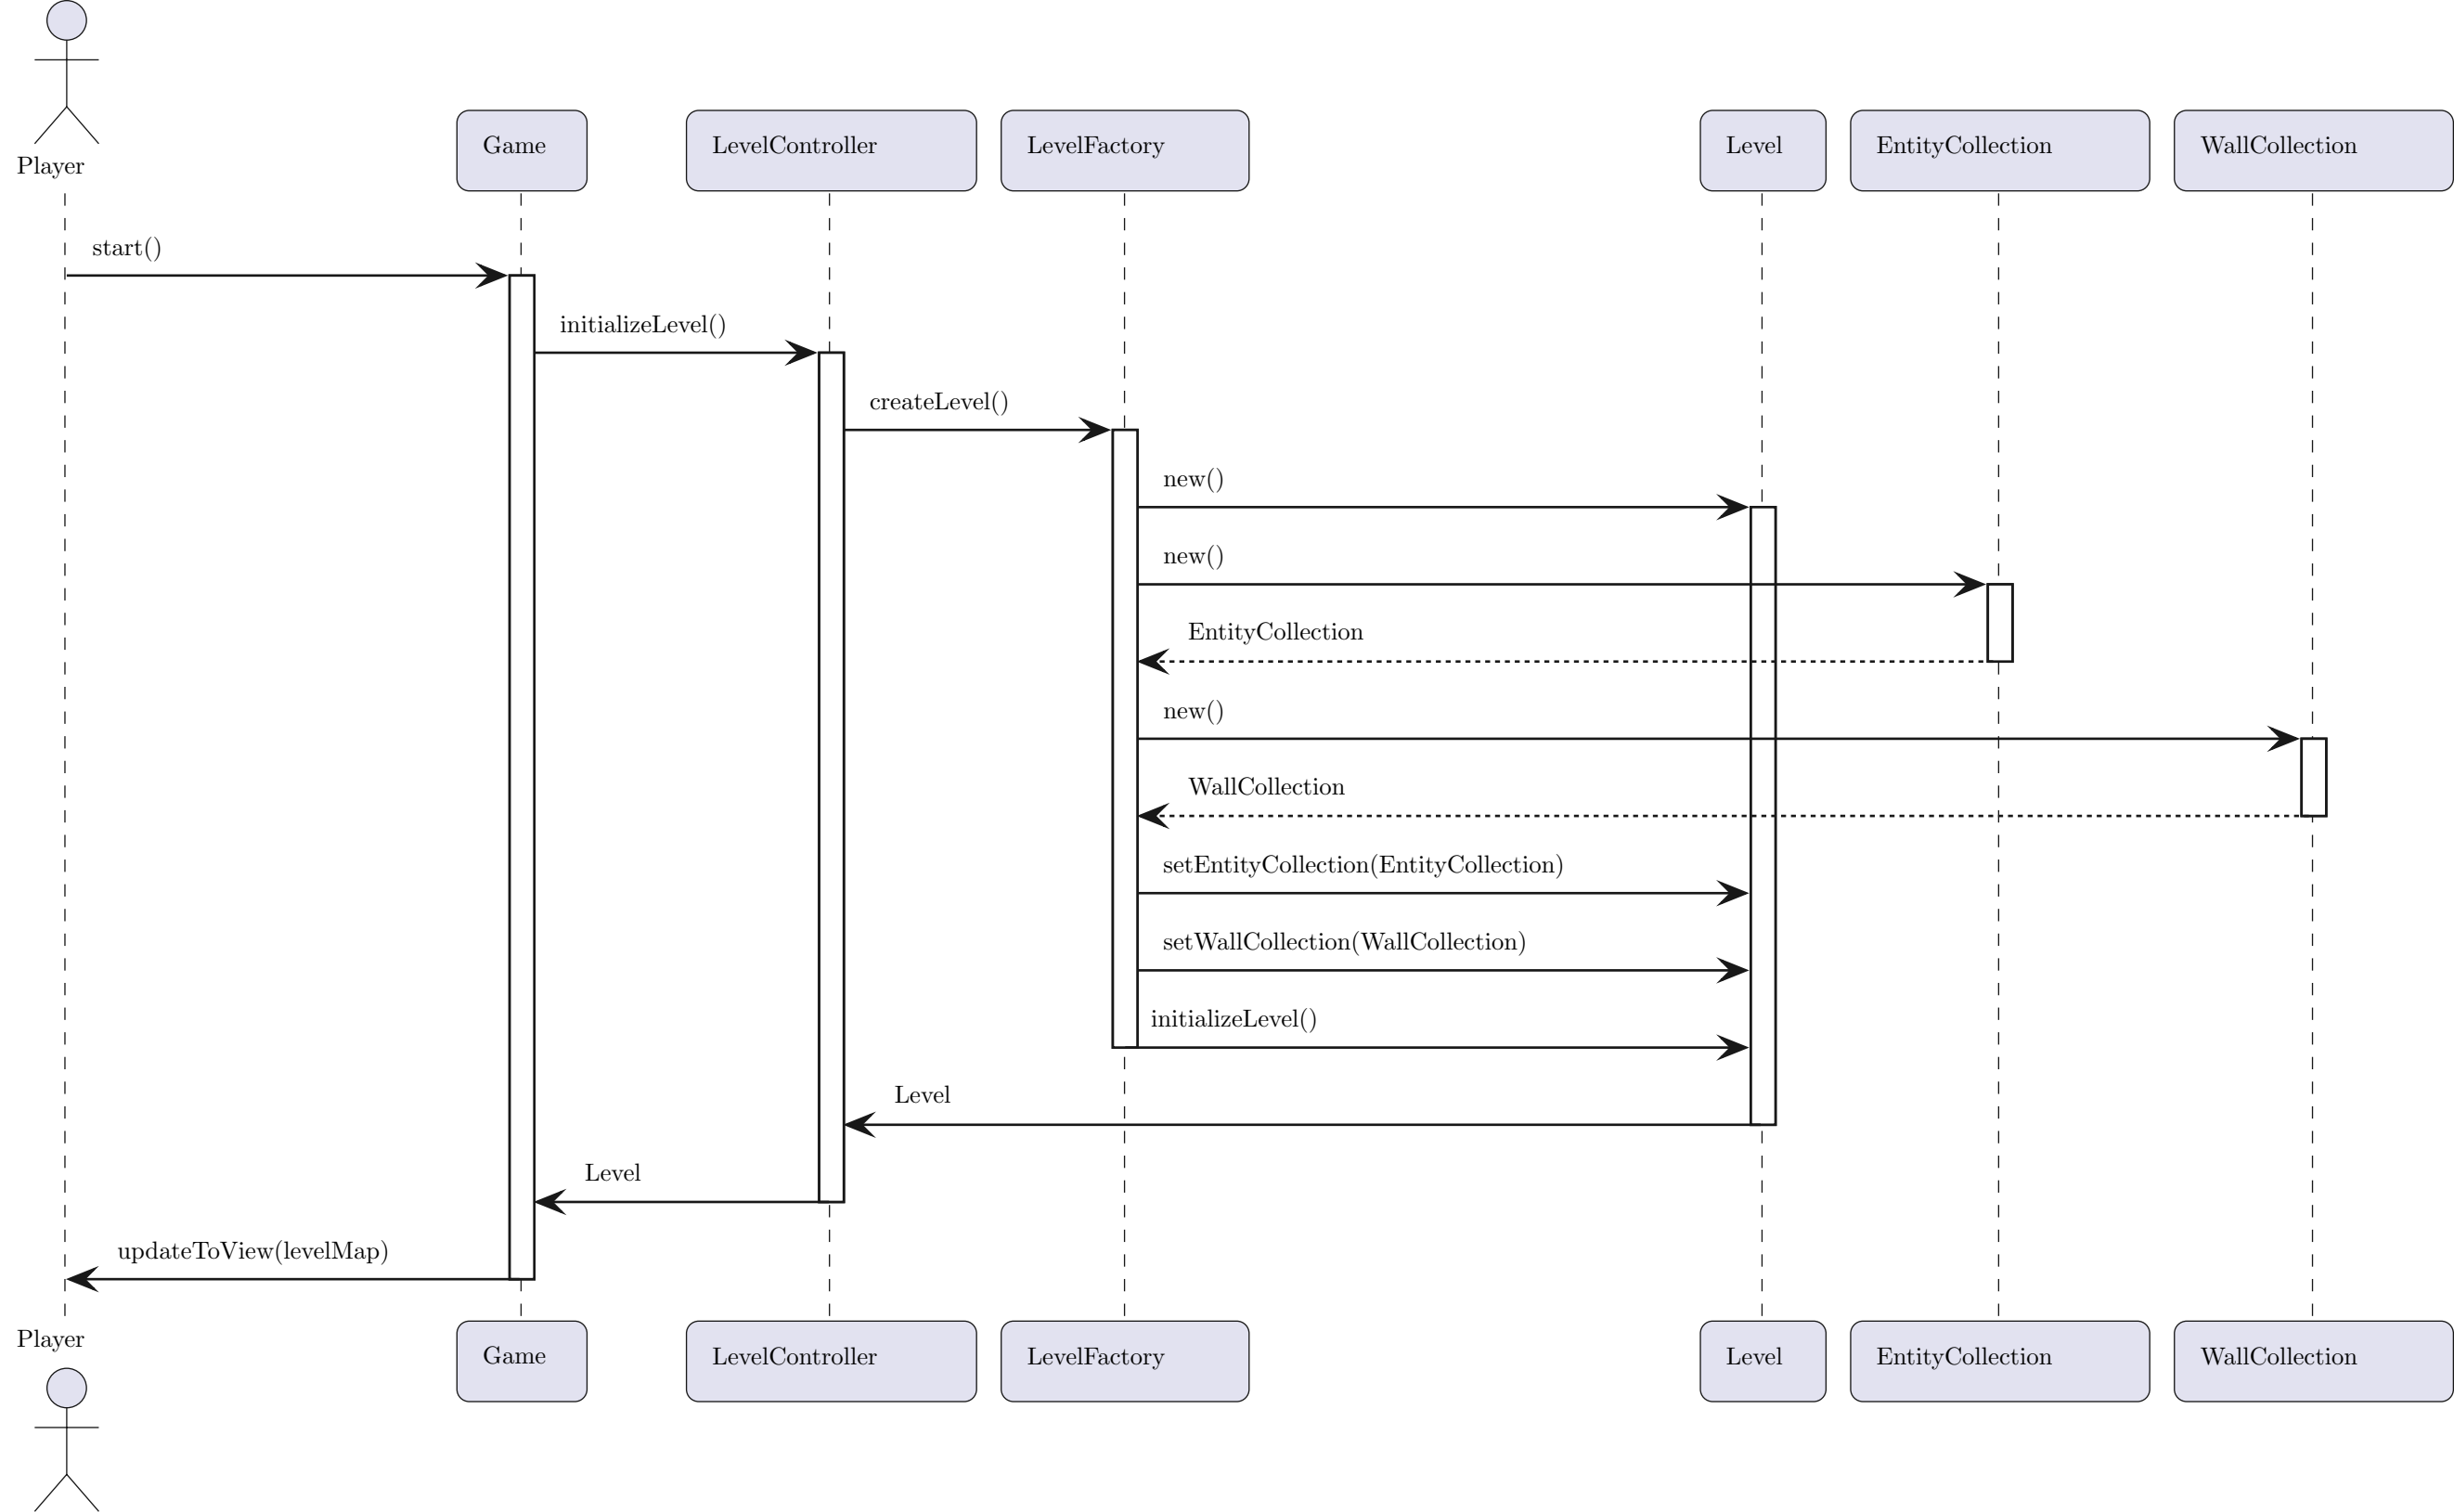 Player
Game
LevelController
LevelFactory
Level
EntityCollection
WallCollection
start()
initializeLevel()
createLevel()
new()
new()
EntityCollection
new()
WallCollection
setEntityCollection(EntityCollection)
setWallCollection(WallCollection)
initializeLevel()
Level
Level
updateToView(levelMap)
Player
Game
LevelController
LevelFactory
Level
EntityCollection
WallCollection